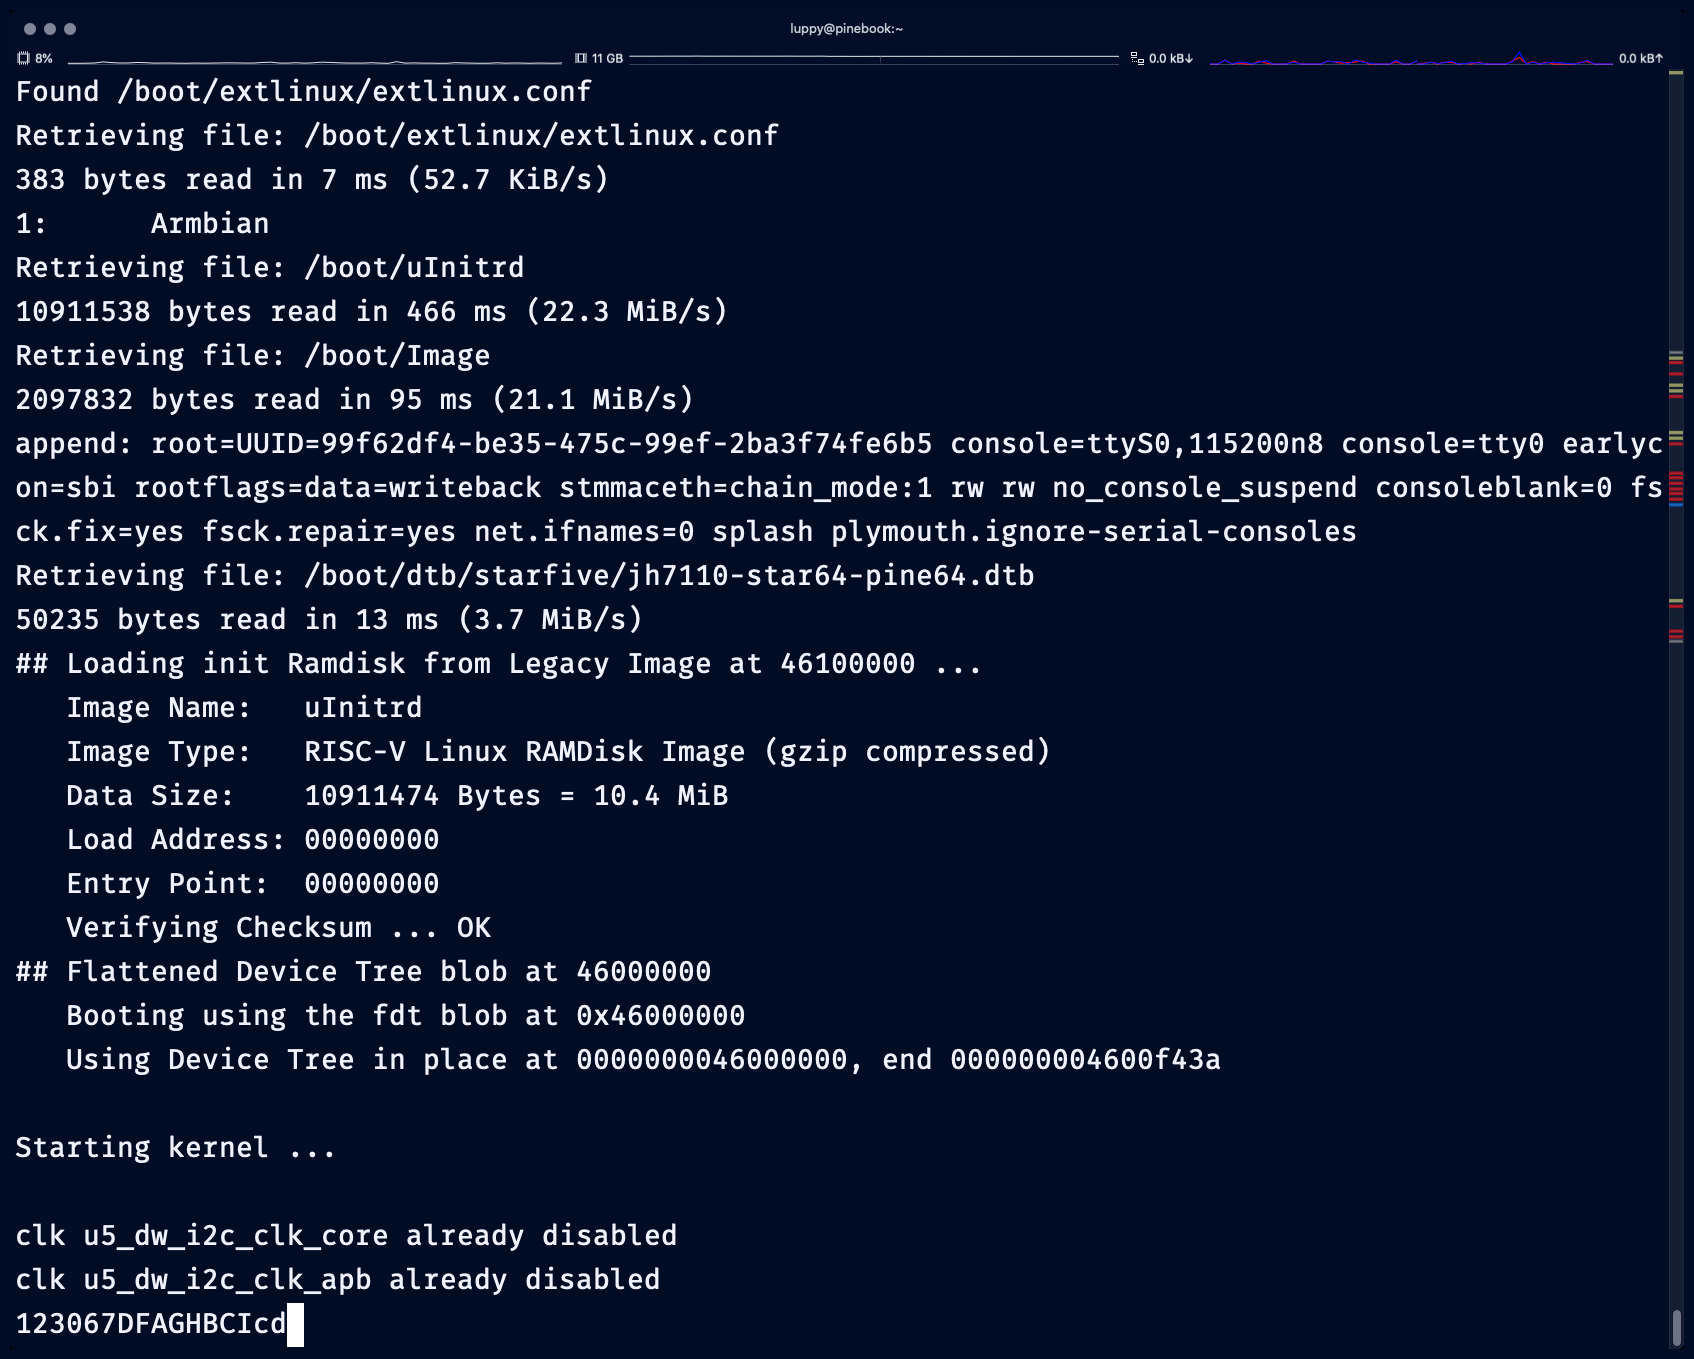 luppy@pinebook:~
8% 11 GB 0.0 kB↓ 0.0 kB↑
Found /boot/extlinux/extlinux.conf
Retrieving file: /boot/extlinux/extlinux.conf
383 bytes read in 7 ms (52.7 KiB/s)
1:      Armbian
Retrieving file: /boot/uInitrd
10911538 bytes read in 466 ms (22.3 MiB/s)
Retrieving file: /boot/Image
2097832 bytes read in 95 ms (21.1 MiB/s)
append: root=UUID=99f62df4-be35-475c-99ef-2ba3f74fe6b5 console=ttyS0,115200n8 console=tty0 earlyc
on=sbi rootflags=data=writeback stmmaceth=chain_mode:1 rw rw no_console_suspend consoleblank=0 fs
ck.fix=yes fsck.repair=yes net.ifnames=0 splash plymouth.ignore-serial-consoles
Retrieving file: /boot/dtb/starfive/jh7110-star64-pine64.dtb
50235 bytes read in 13 ms (3.7 MiB/s)
## Loading init Ramdisk from Legacy Image at 46100000 ...
   Image Name:   uInitrd
   Image Type:   RISC-V Linux RAMDisk Image (gzip compressed)
   Data Size:    10911474 Bytes = 10.4 MiB
   Load Address: 00000000
   Entry Point:  00000000
   Verifying Checksum ... OK
## Flattened Device Tree blob at 46000000
   Booting using the fdt blob at 0x46000000
   Using Device Tree in place at 0000000046000000, end 000000004600f43a
Starting kernel ...
clk u5_dw_i2c_clk_core already disabled
clk u5_dw_i2c_clk_apb already disabled
123067DFAGHBCIcd